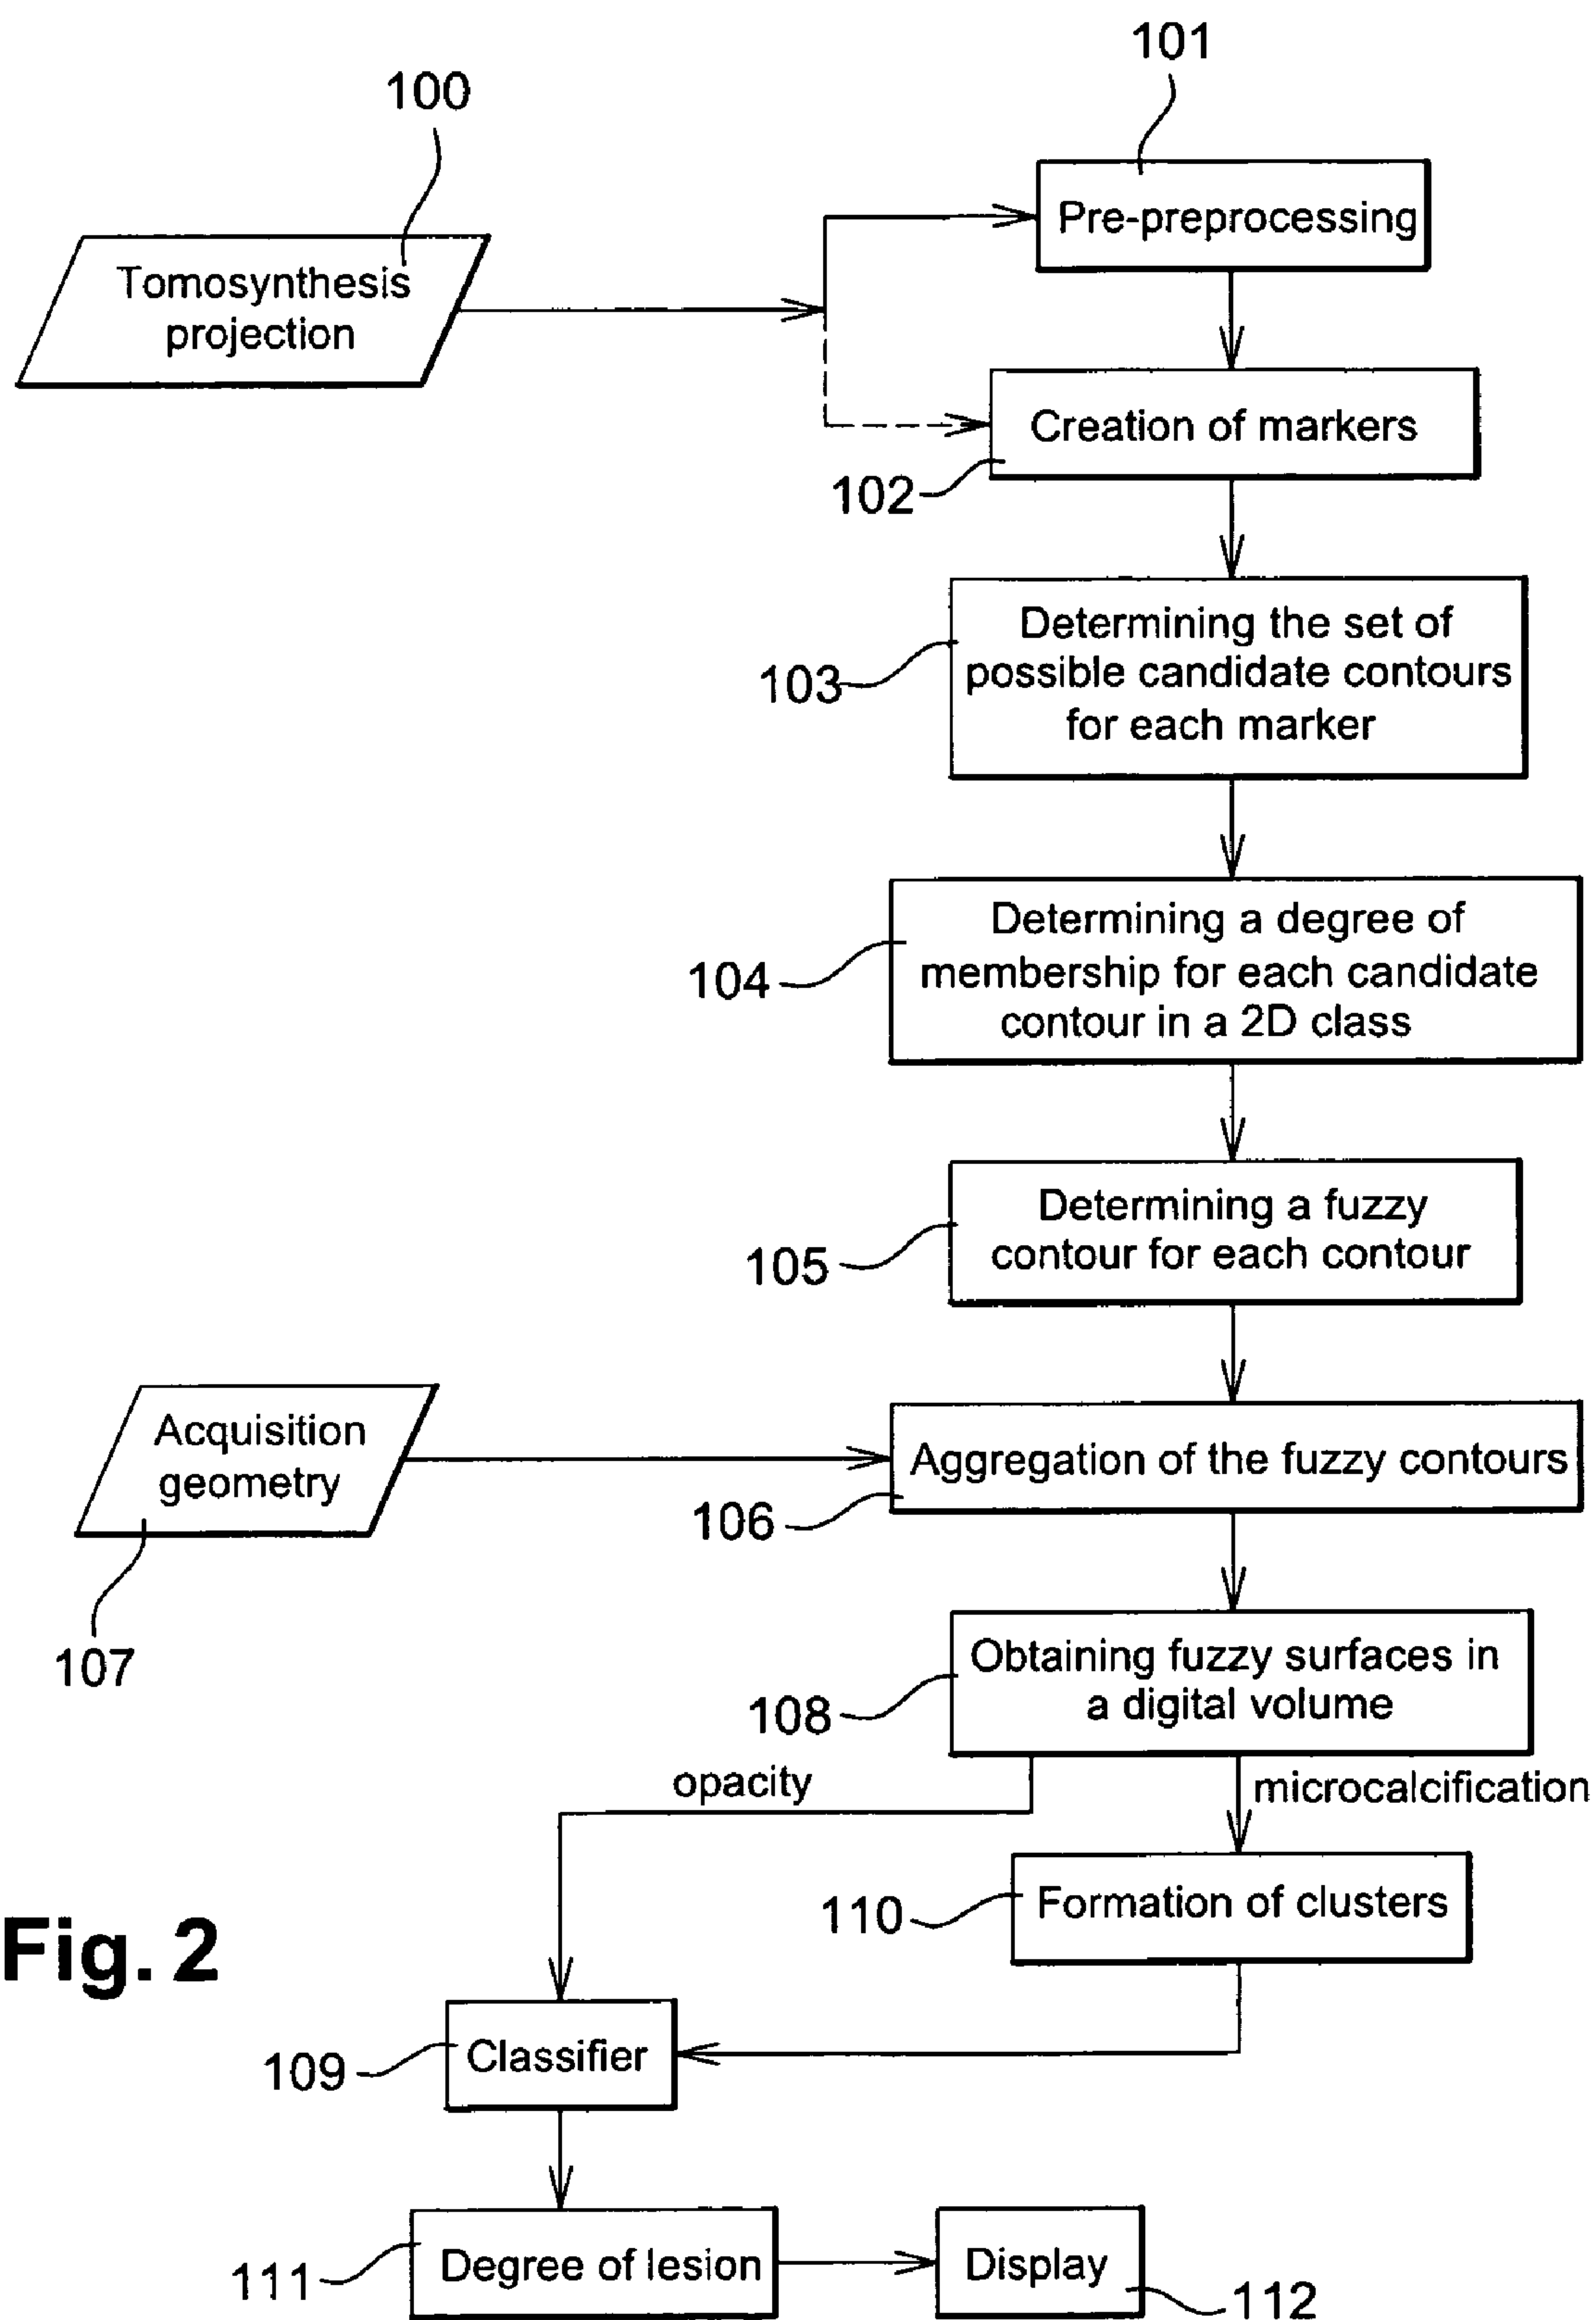 101
100
Pre-preprocessing
Tomosynthesis
projection
Creation of markers
102
Determining the set of
possible candidate contours
for each marker
103
Determining a degree of
membership for each candidate
contour in a 2D class
104
Determining a fuzzy
contour for each contour
105
Acquisition
geometry
Aggregation of the fuzzy contours
106
107
Obtaining fuzzy surfaces in
a digital volume
108
opacity
microcalcification
Formation of clusters
110
Fig. 2
Classifier
109
Degree of lesion
111
Display
112